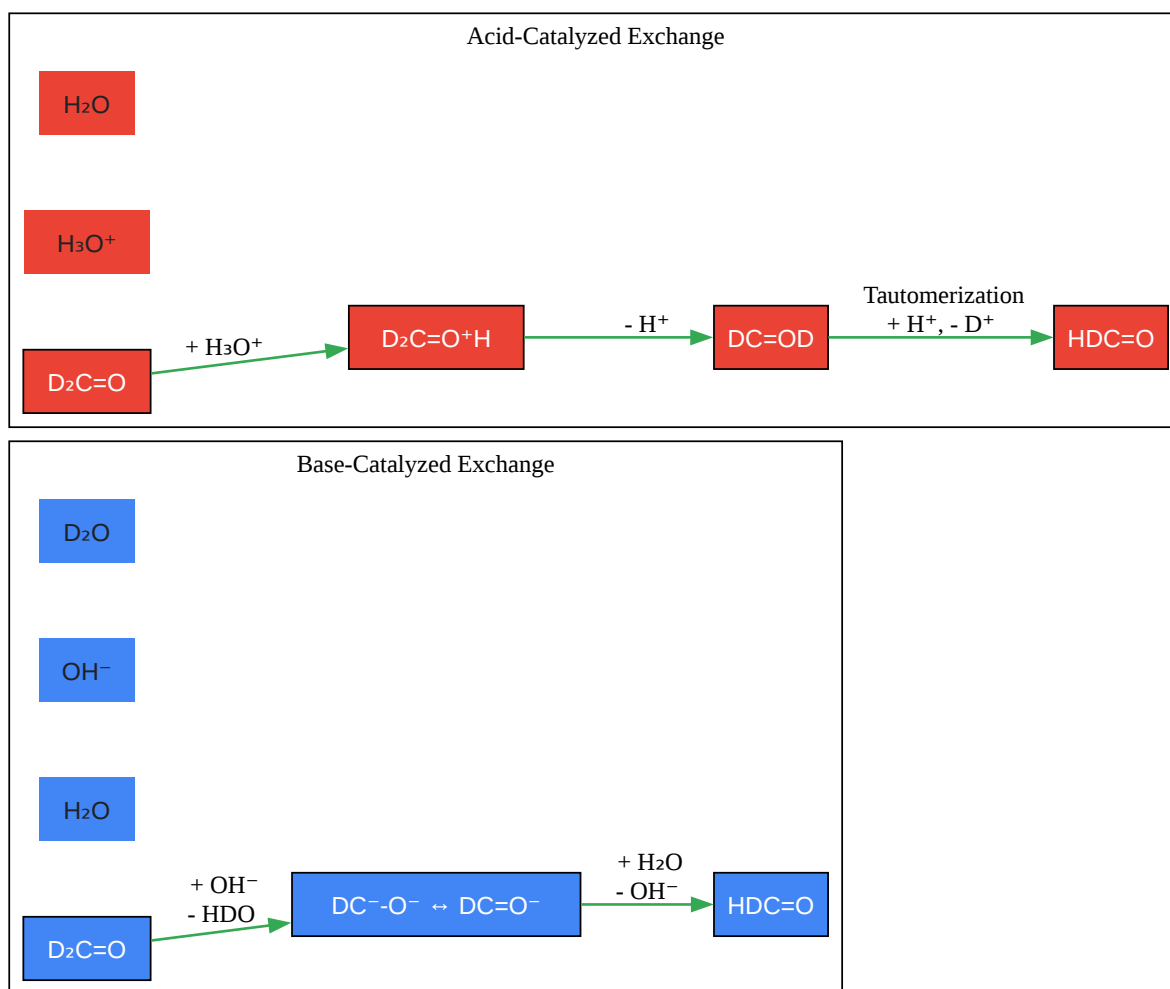 Acid-Catalyzed Exchange
H₂O
H₃O⁺
D₂C=O
+ H₃O⁺
D₂C=O⁺H
- H⁺
DC=OD
Tautomerization
+ H⁺, - D⁺
HDC=O
Base-Catalyzed Exchange
D₂O
OH⁻
H₂O
D₂C=O
+ OH⁻
- HDO
DC⁻-O⁻ ↔ DC=O⁻
+ H₂O
- OH⁻
HDC=O